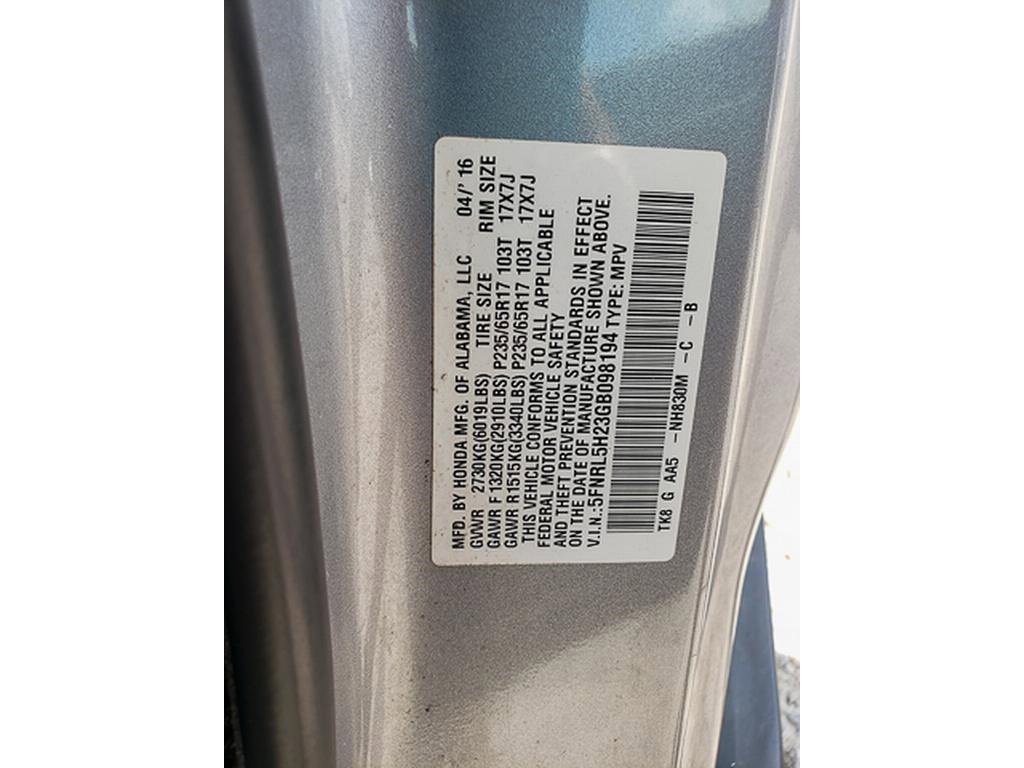 MFD. BY HONDA MFG. OF ALABAMA, LLC 04/'16
GVWR 2730KG(6019LBS) TIRE SIZE RIM SIZE
GAWR F 1320KG(2910LBS) P235/65R17 103T 17X7J
GAWR R1515KG(3340LBS) P235/65R17 103T 17X7J
THIS VEHICLE CONFORMS TO ALL APPLICABLE
FEDERAL MOTOR VEHICLE SAFETY
AND THEFT PREVENTION STANDARDS IN EFFECT
ON THE DATE OF MANUFACTURE SHOWN ABOVE.
V.I.N.:5FNRL5H23GB098194 TYPE: MPV
TK8 G AA5 -NH830M -C -B